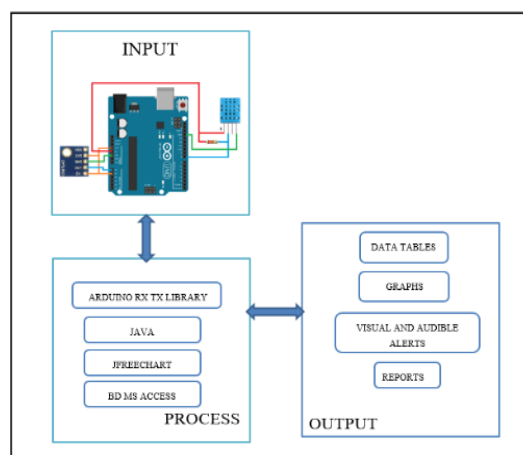 INPUT
ARDUINO RX TX LIBRARY
JAVA
JFREECHART
BD MS ACCESS
PROCESS
DATA TABLES
GRAPHS
VISUAL AND AUDIBLE
ALERTS
REPORTS
OUTPUT